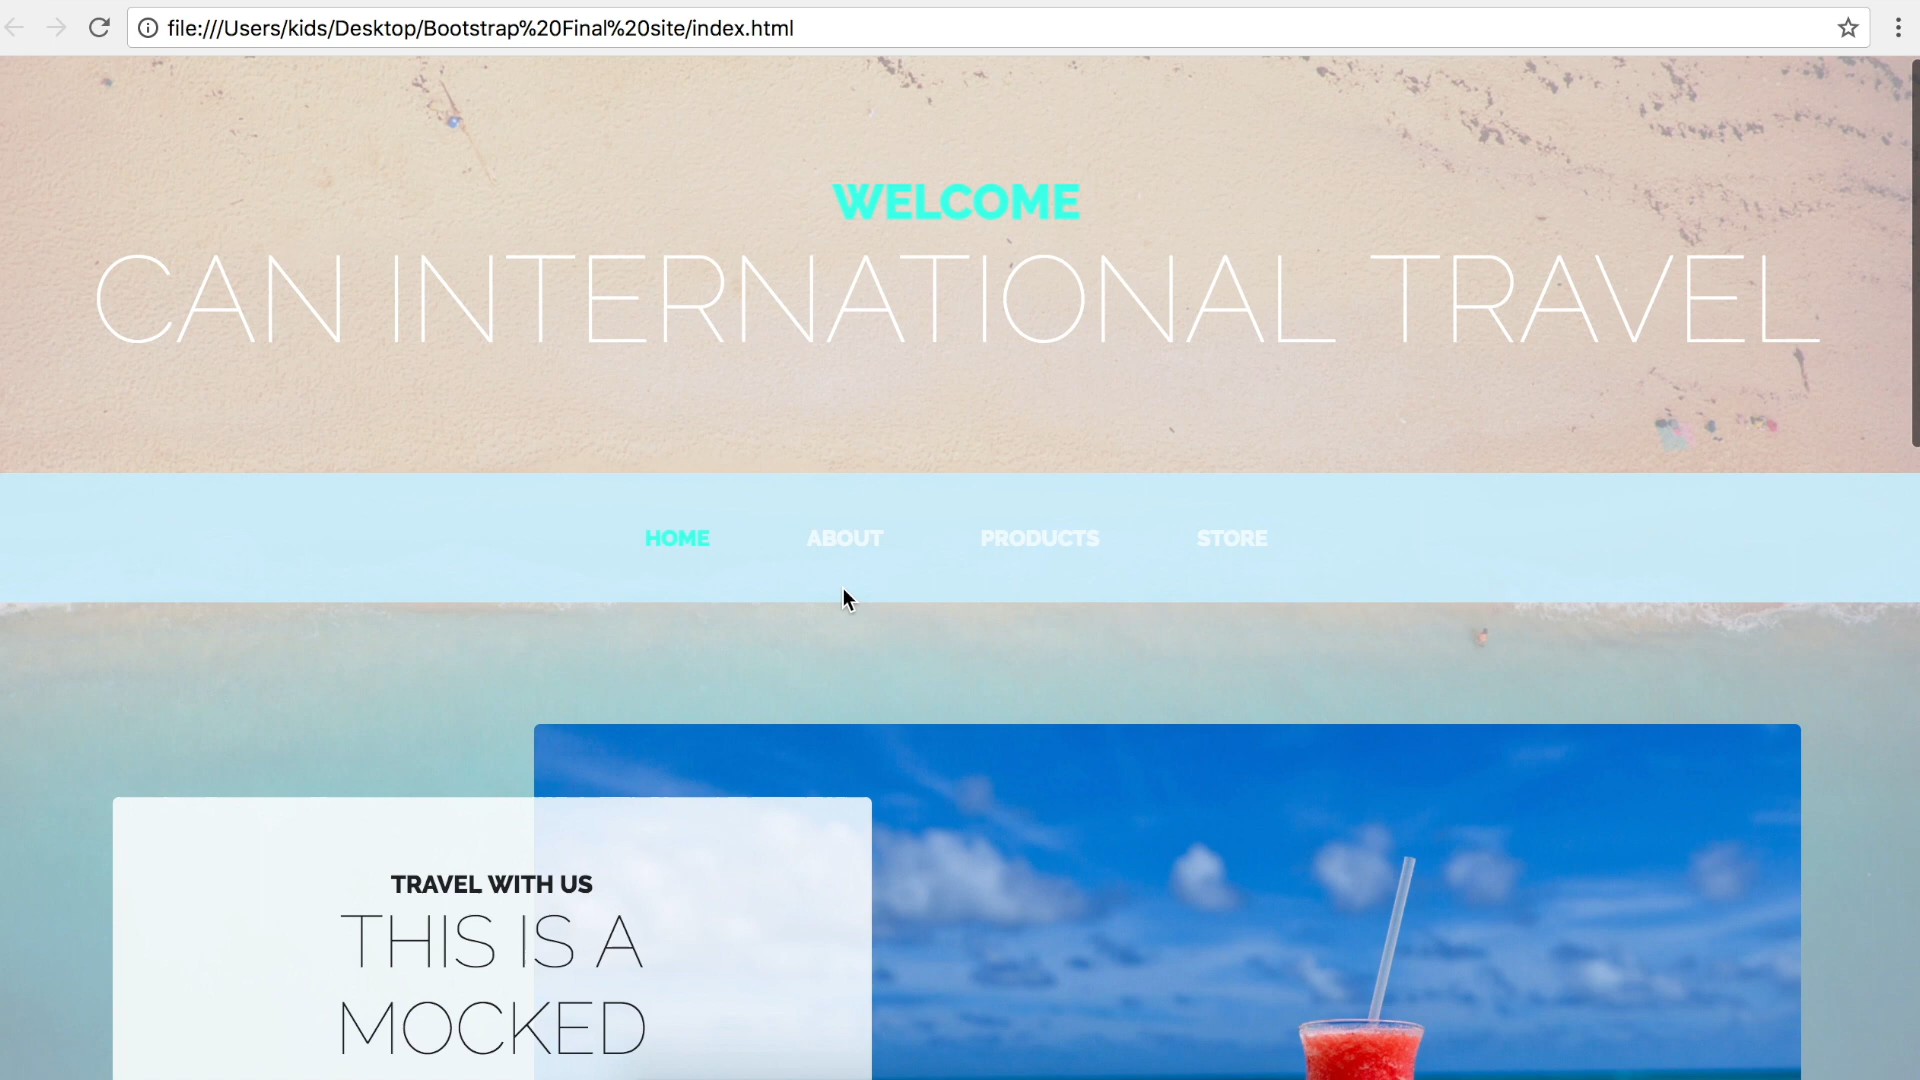 file:///Users/kids/Desktop/Bootstrap%20Final%20site/index.html
WELCOME
CAN INTERNATIONAL TRAVEL
HOME ABOUT PRODUCTS STORE
TRAVEL WITH US
THIS IS A
MOCKED